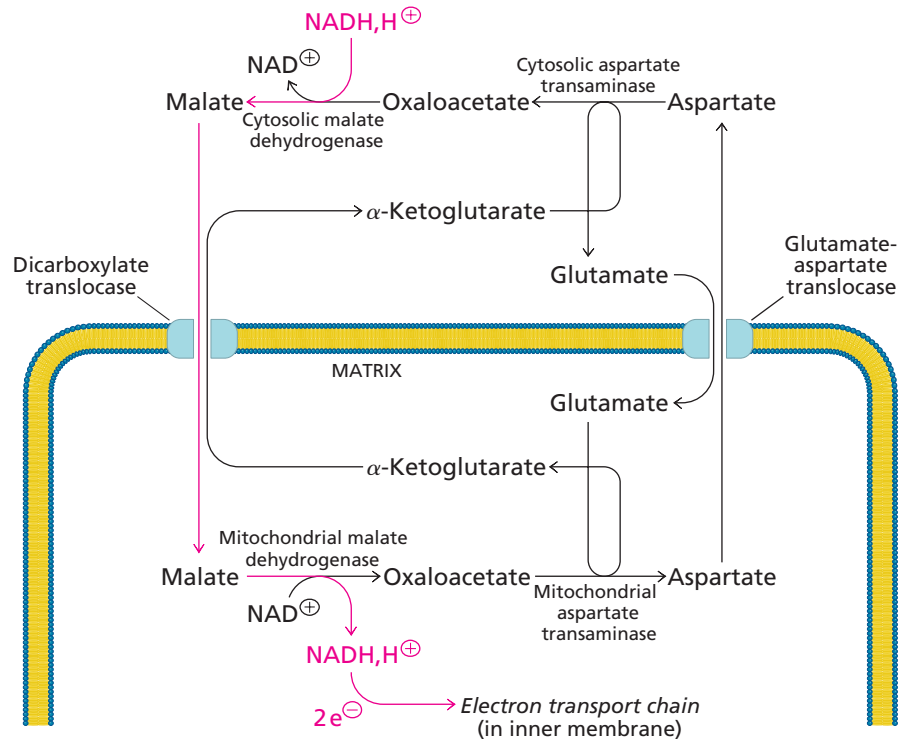 NADH,H⊕
NAD⊕
Cytosolic aspartate
transaminase
Malate
Oxaloacetate
Aspartate
Cytosolic malate
dehydrogenase
α-Ketoglutarate
Glutamate
Dicarboxylate
translocase
Glutamate-
aspartate
translocase
MATRIX
Glutamate
α-Ketoglutarate
Mitochondrial malate
dehydrogenase
Malate
Oxaloacetate
Aspartate
NAD⊕
Mitochondrial
aspartate
transaminase
NADH,H⊕
2e⊖
Electron transport chain
(in inner membrane)